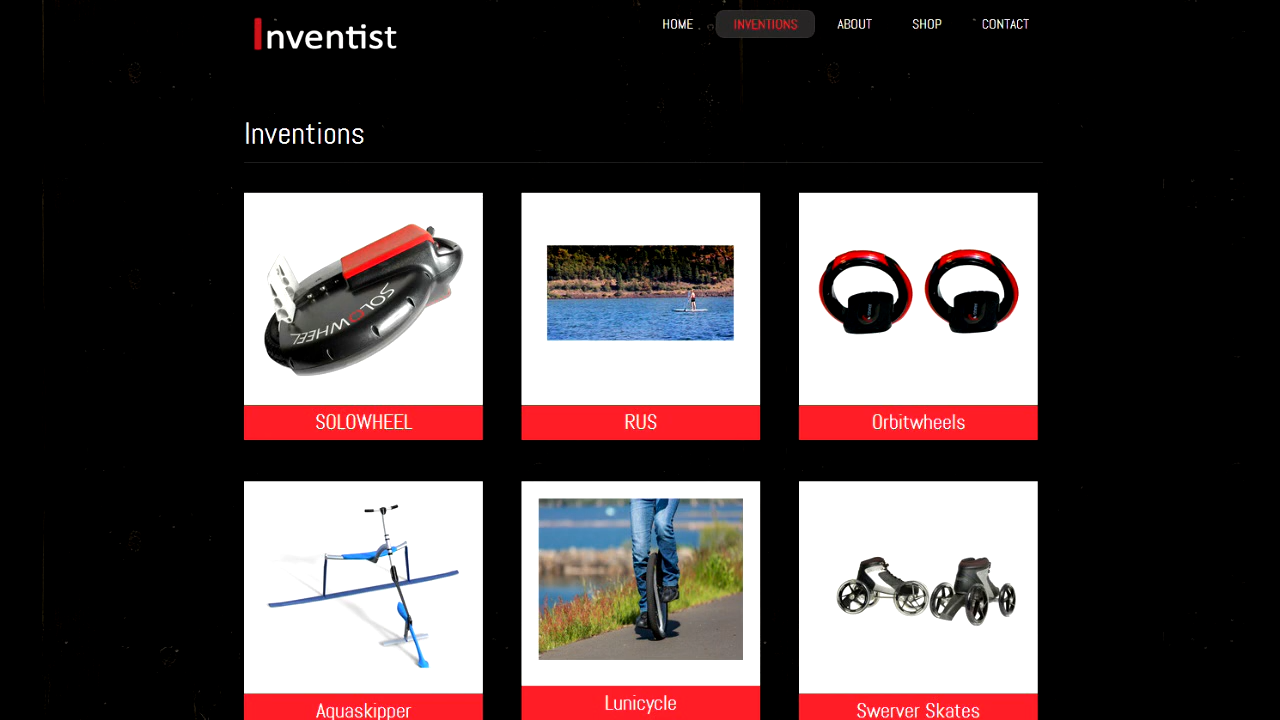 Inventist
HOME INVENTIONS ABOUT SHOP CONTACT
Inventions
SOLOWHEEL
SOLOWHEEL RUS Orbitwheels
Aquaskipper Lunicycle Swerver Skates